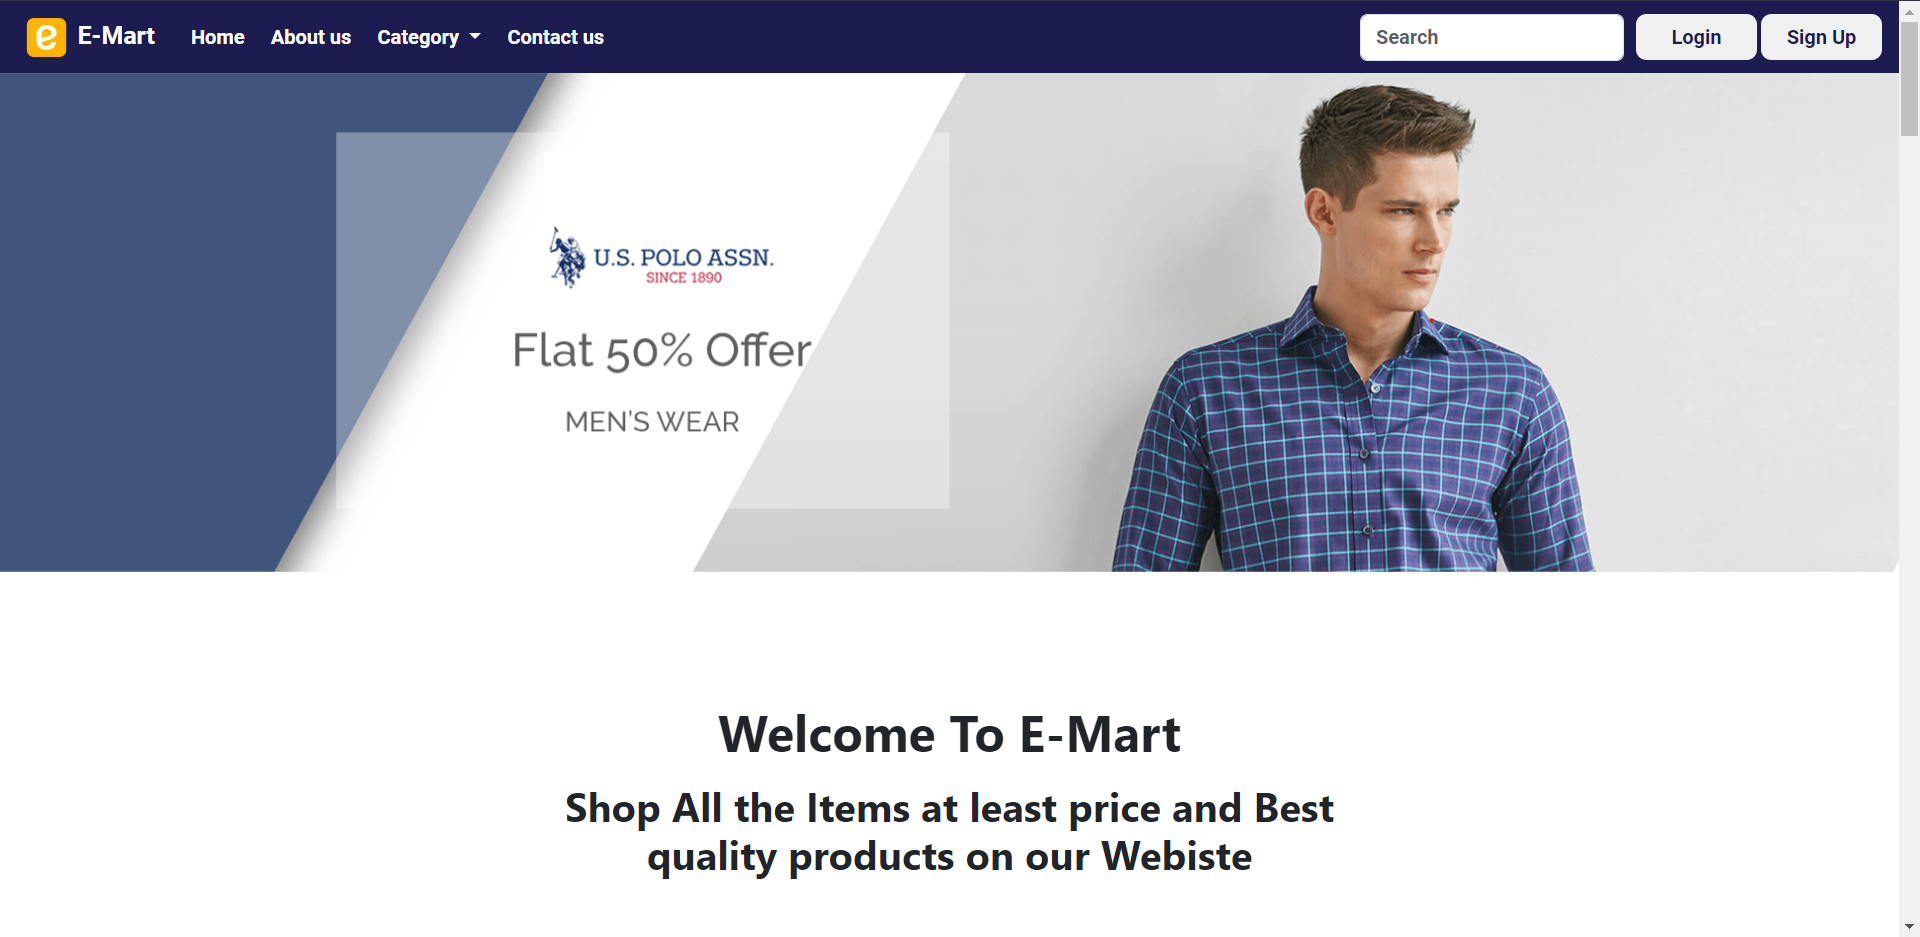 e E-Mart Home About us Category Contact us Search Login Sign Up
U.S. POLO ASSN.
SINCE 1890
Flat 50% Offer
MEN'S WEAR
Welcome To E-Mart
Shop All the Items at least price and Best
quality products on our Webiste